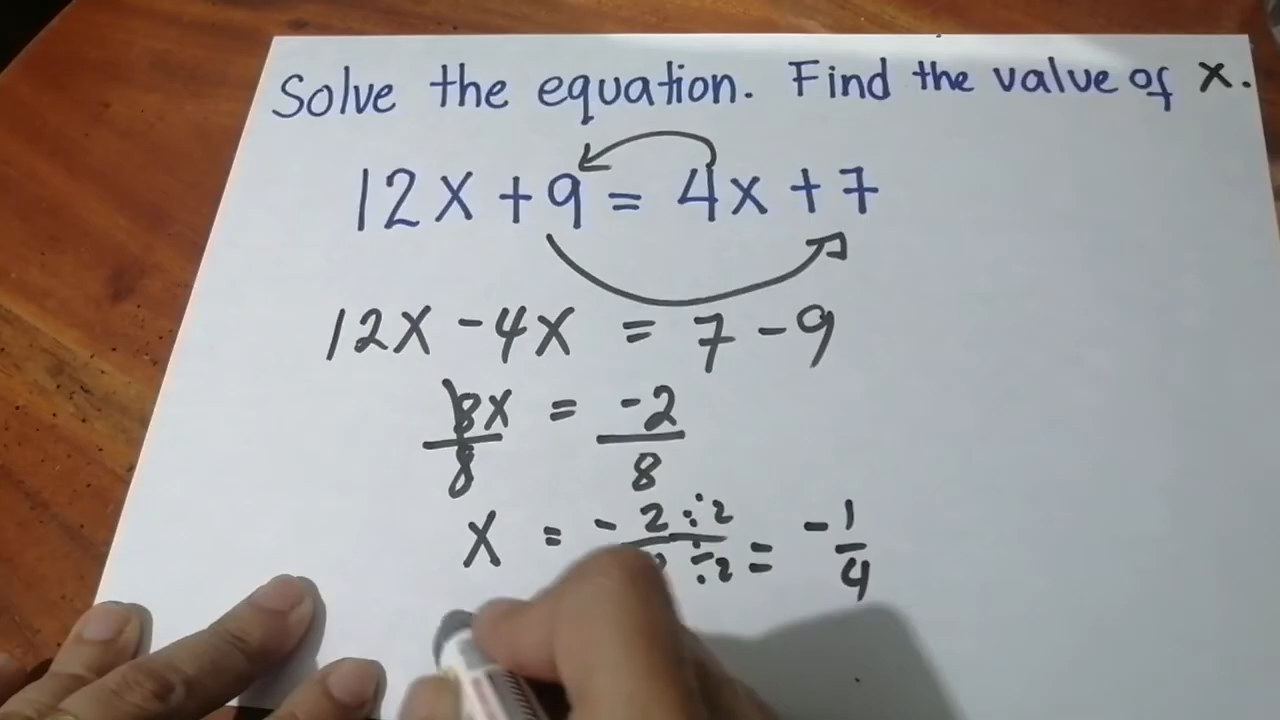 Solve the equation. Find the value of x.
12x + 9 = 4x + 7
12x - 4x = 7 - 9
8x/8 = -2/8
x = - 2 ÷ 2 / ÷ 2 = - 1/4